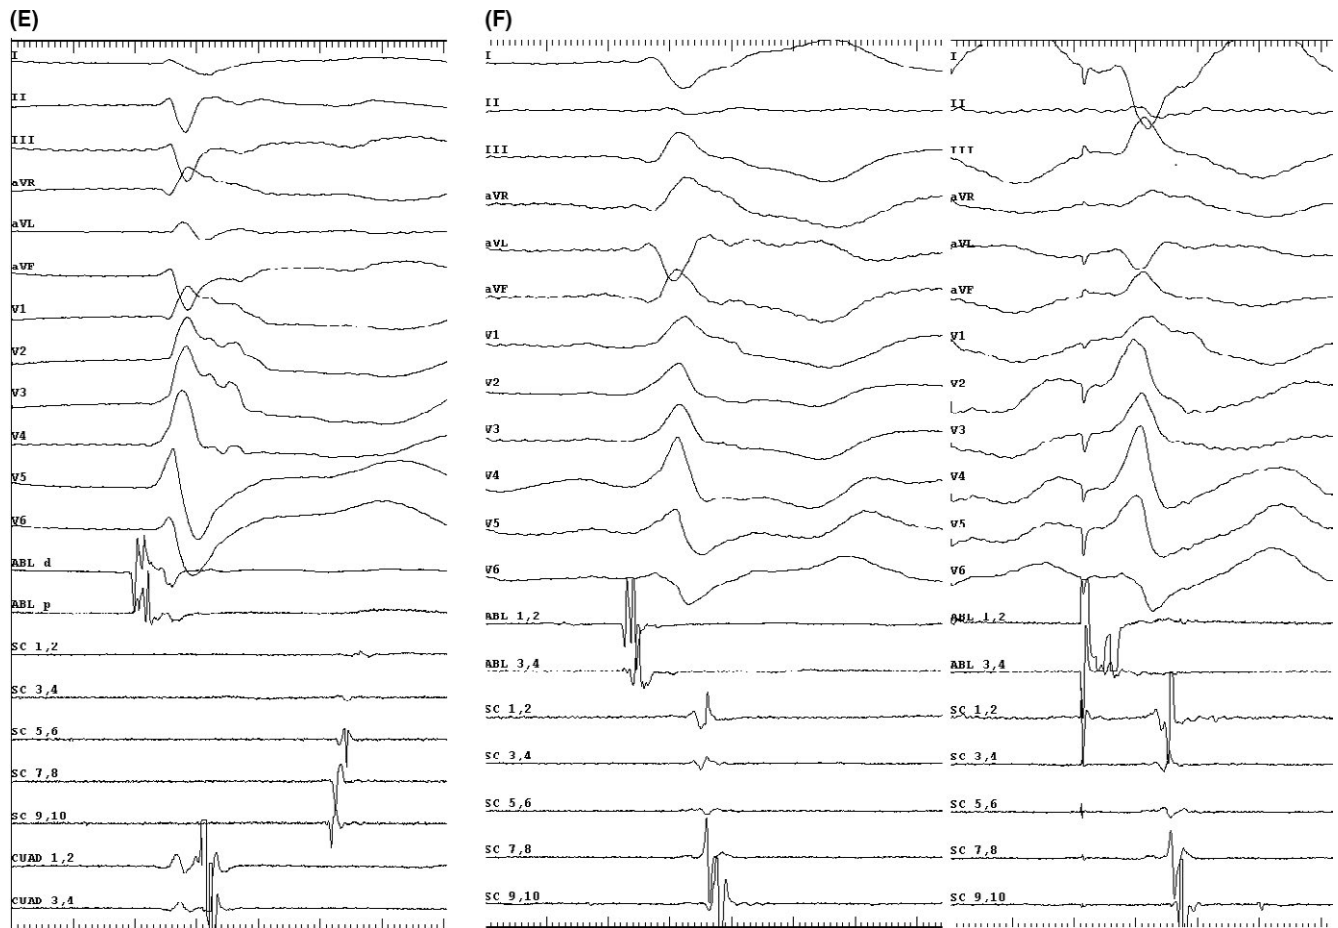 (E)
I
II
III
aVR
aVL
aVF
V1
V2
V3
V4
V5
V6
ABL d
ABL p
SC 1,2
SC 3,4
SC 5,6
SC 7,8
SC 9,10
CUAD 1,2
CUAD 3,4
(F)
I
II
III
aVR
aVL
aVF
V1
V2
V3
V4
V5
V6
ABL 1,2
ABL 3,4
SC 1,2
SC 3,4
SC 5,6
SC 7,8
SC 9,10
I
II
III
aVR
aVL
aVF
V1
V2
V3
V4
V5
V6
ABL 1,2
ABL 3,4
SC 1,2
SC 3,4
SC 5,6
SC 7,8
SC 9,10